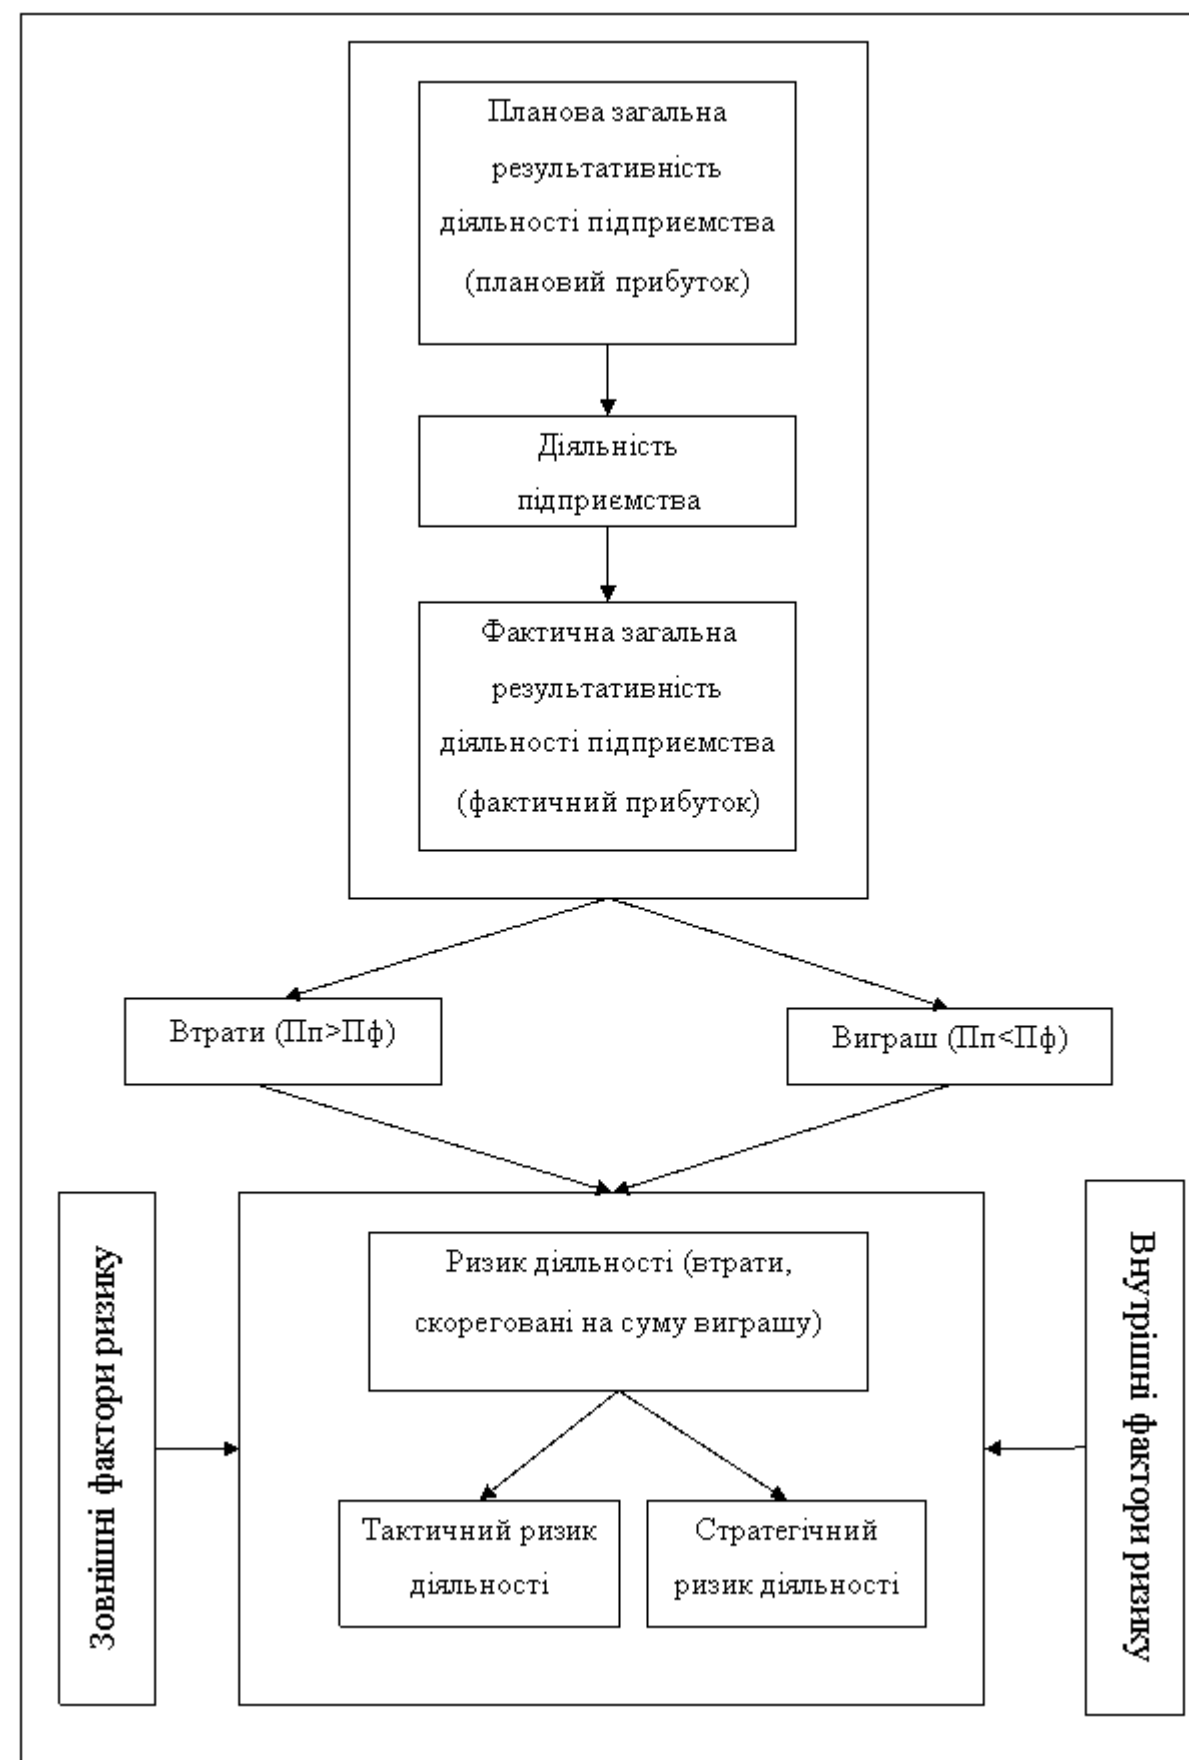 Планова загальна
результативність
діяльності підприємства
(плановий прибуток)
Діяльність
підприємства
Фактична загальна
результативність
діяльності підприємства
(фактичний прибуток)
Втрати (Пп>Пф)
Виграш (Пп<Пф)
Зовнішні фактори ризику
Ризик діяльності (втрати,
скореговані на суму виграшу)
Тактичний ризик
діяльності
Стратегічний
ризик діяльності
Внутрішні фактори ризику